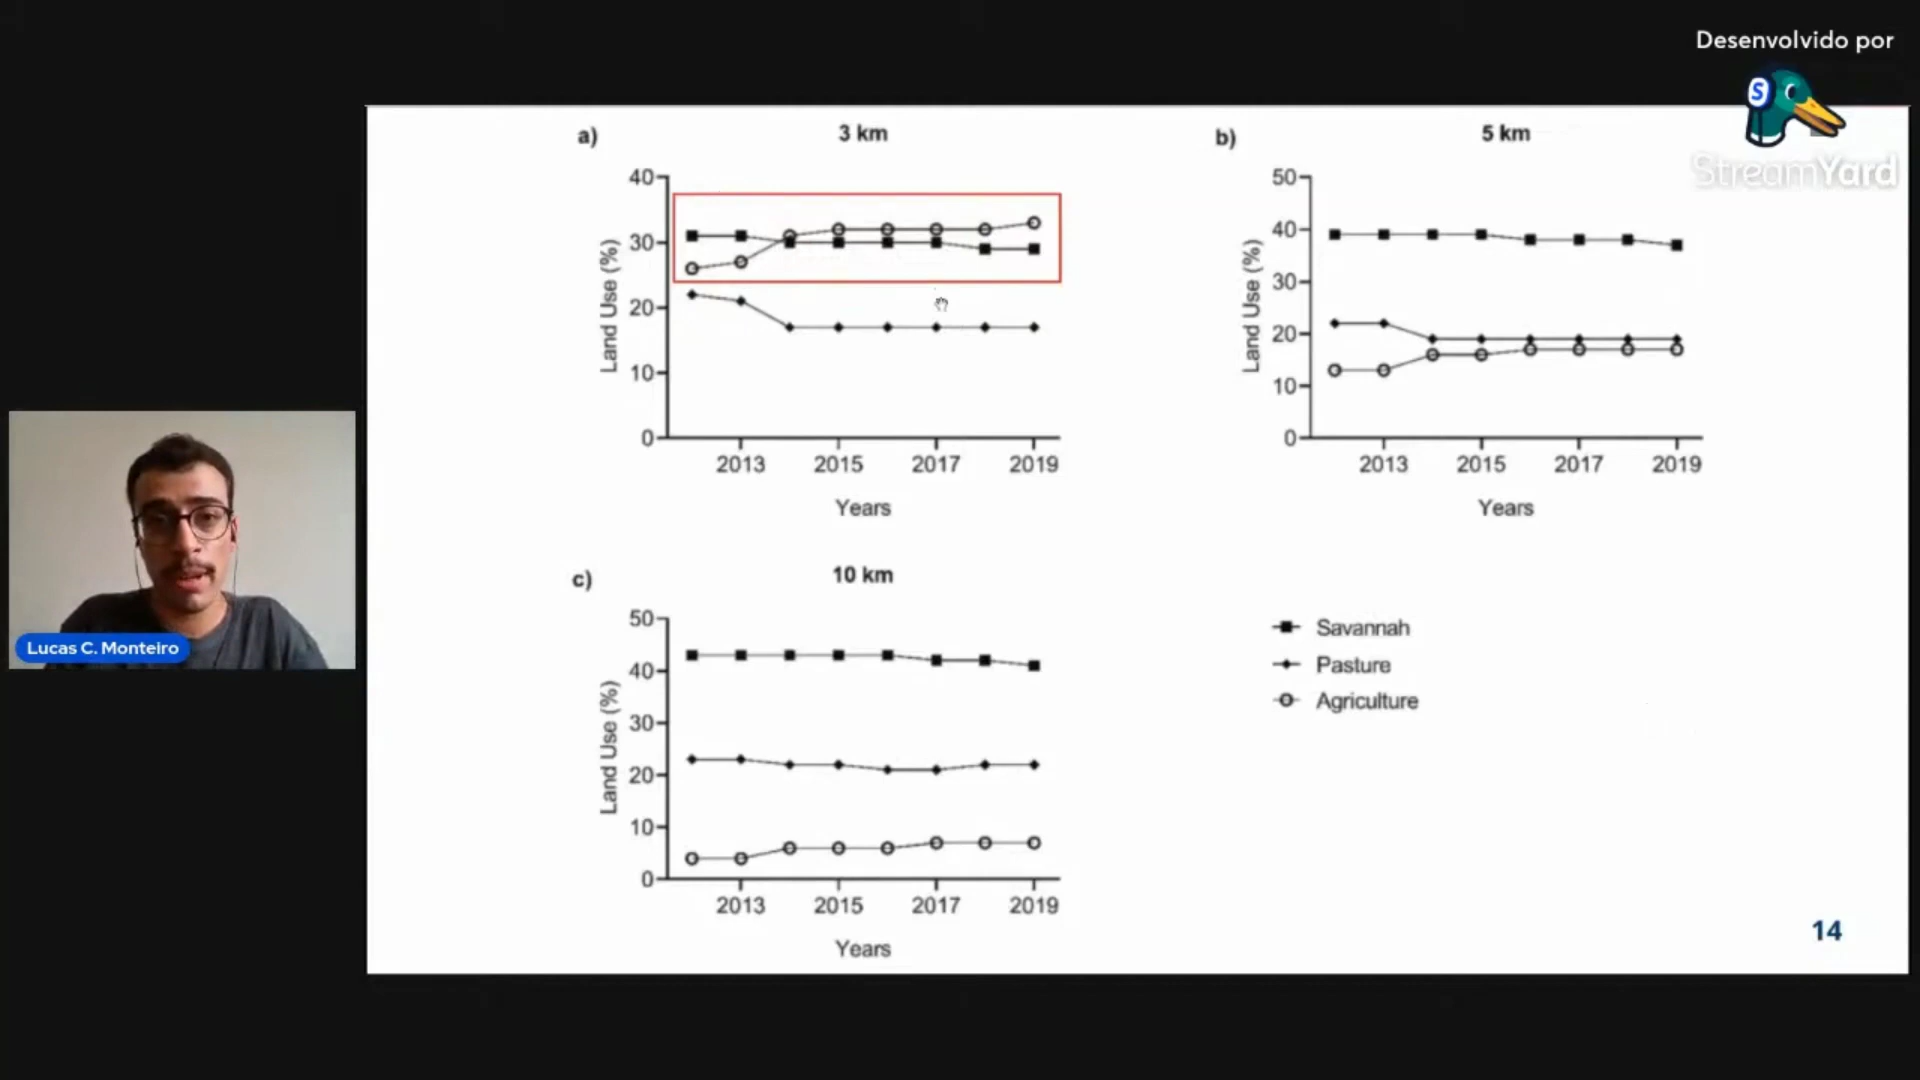 Desenvolvido por
S
StreamYard
a)
3 km
40
30
20
10
0
Land Use (%)
2013 2015 2017 2019
Years
b)
5 km
50
40
30
20
10
0
Land Use (%)
2013 2015 2017 2019
Years
c)
10 km
50
40
30
20
10
0
Land Use (%)
2013 2015 2017 2019
Years
Savannah
Pasture
Agriculture
14
Lucas C. Monteiro